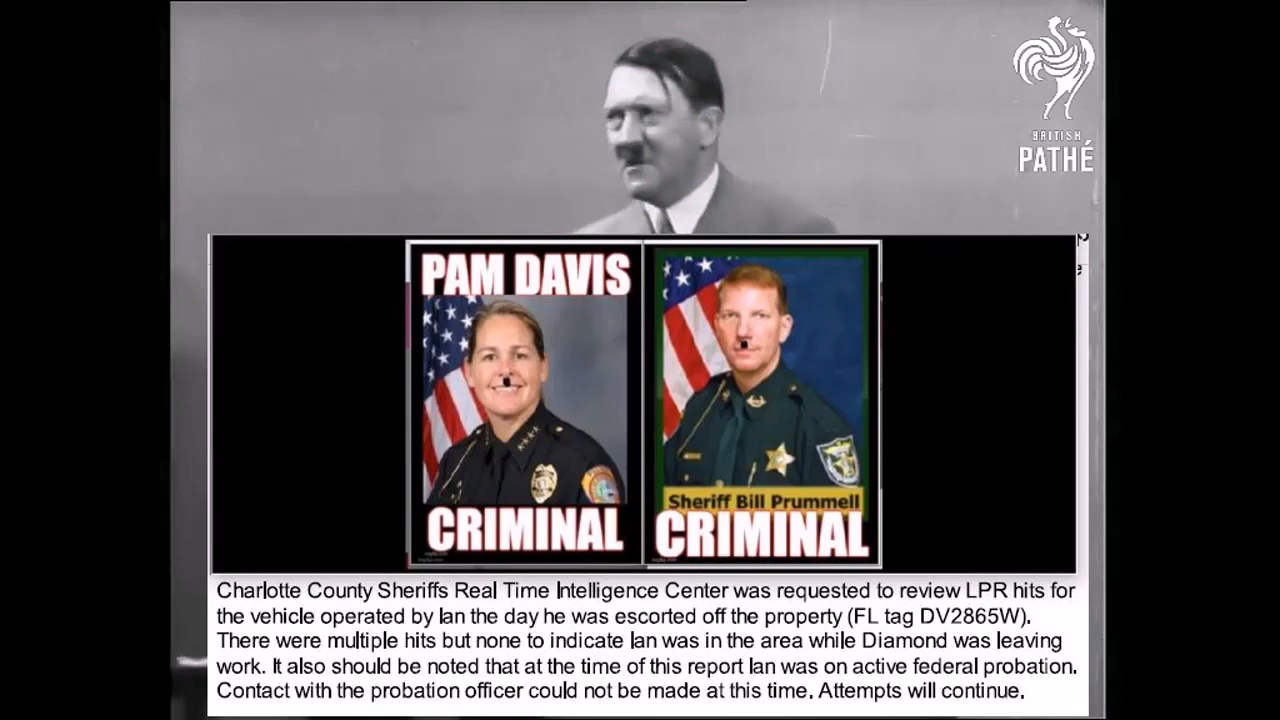 BRITISH
PATHÉ
PAM DAVIS
CRIMINAL
Sheriff Bill Prummell
CRIMINAL
Charlotte County Sheriffs Real Time Intelligence Center was requested to review LPR hits for
the vehicle operated by Ian the day he was escorted off the property (FL tag DV2865W).
There were multiple hits but none to indicate Ian was in the area while Diamond was leaving
work. It also should be noted that at the time of this report Ian was on active federal probation.
Contact with the probation officer could not be made at this time. Attempts will continue.